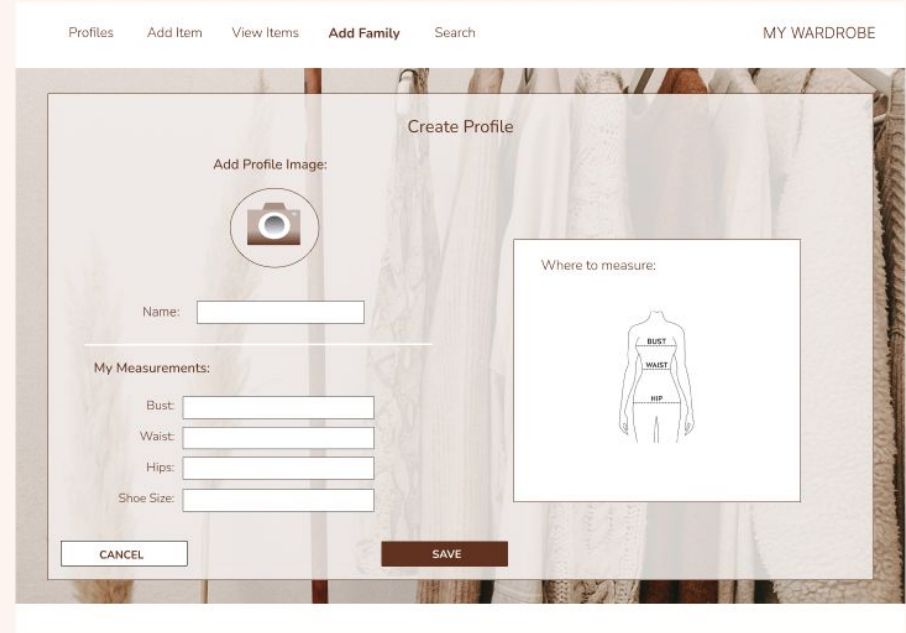 Profiles Add Item View Items Add Family Search MY WARDROBE
Create Profile
Add Profile Image:
Name:
My Measurements:
Bust:
Waist:
Hips:
Shoe Size:
CANCEL
SAVE
Where to measure:
BUST
WAIST
HIP